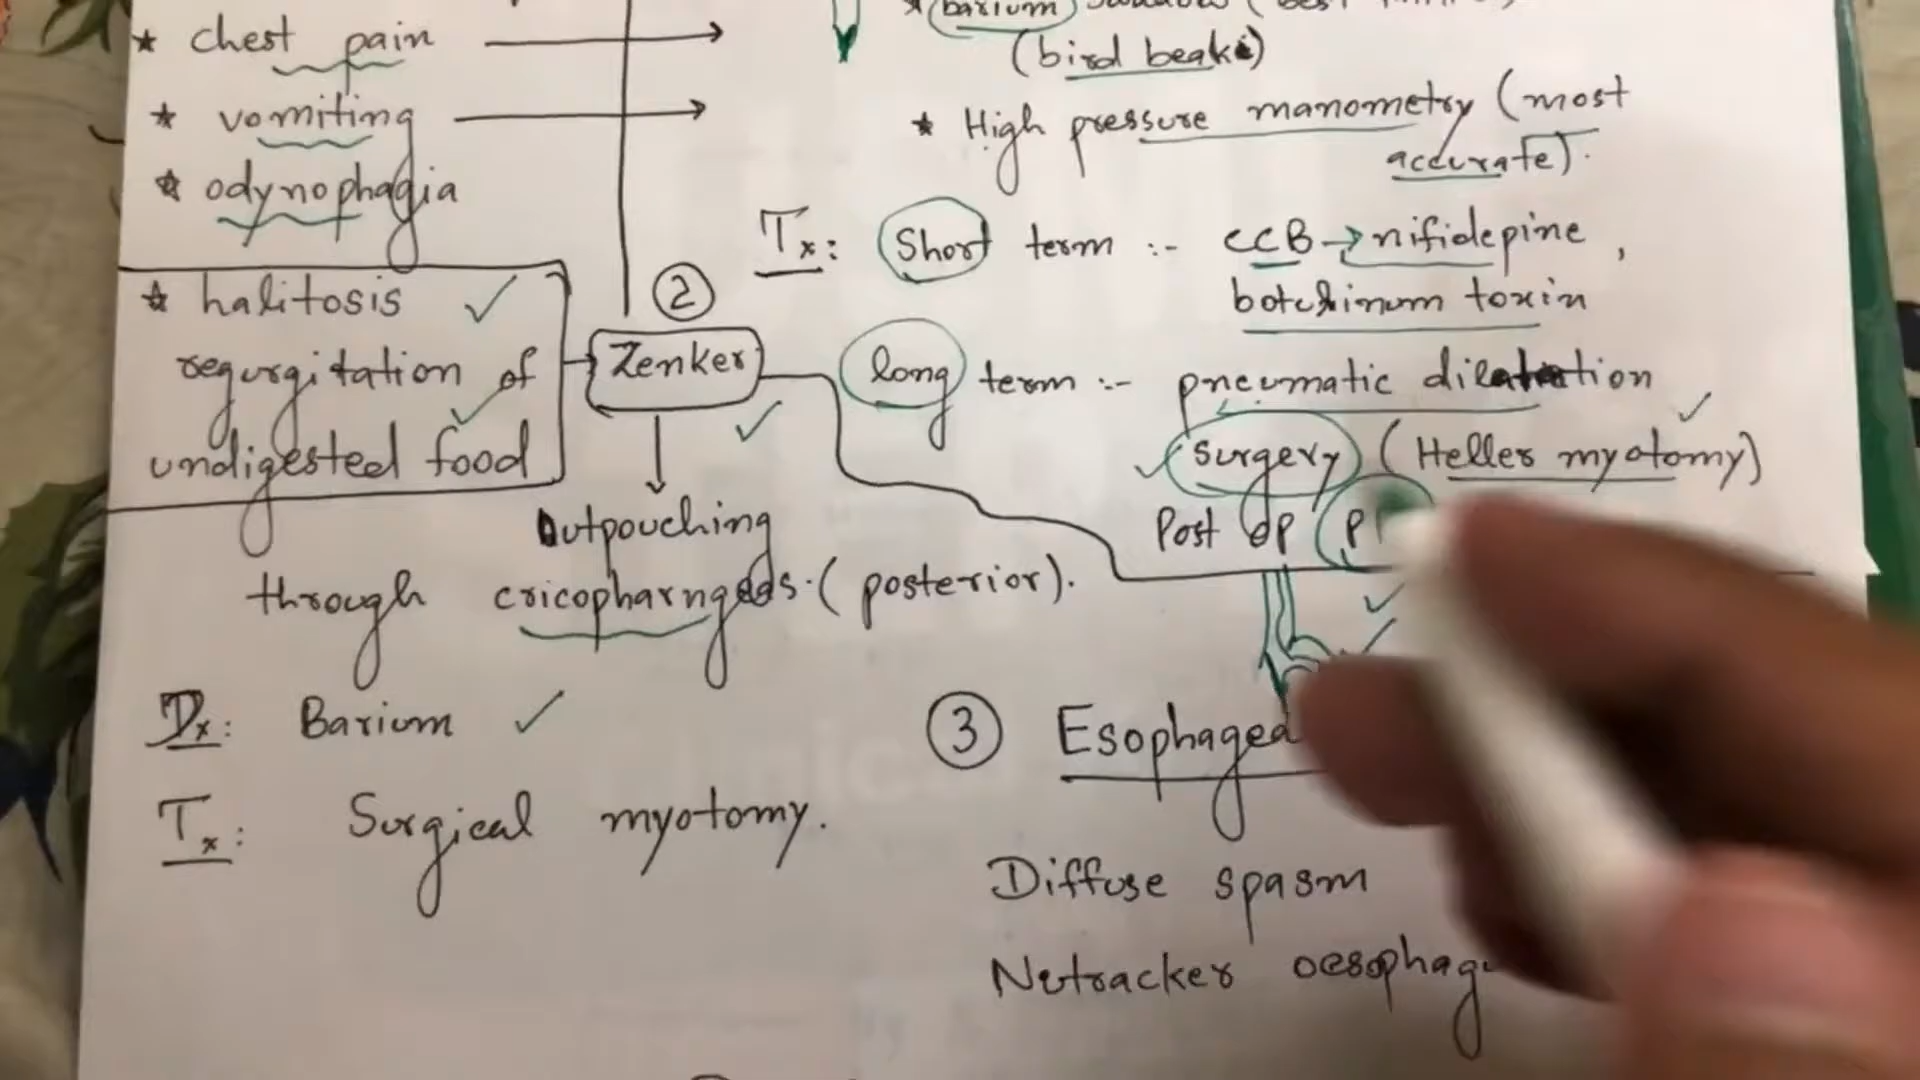 * chest pain
* vomiting
* odynophagia
* halitosis
regurgitation of
undigested food
* barium
(bird beak)
* High pressure manometry (most
accurate).
Tx: Short term :- CCB → nifidepine,
botulinum toxin
long term :- pneumatic dilatation
Surgery (Heller myotomy)
Post op
2
Zenker
Outpouching
through (posterior).
Dx: Barium
Tx: Surgical myotomy.
3 Esophagea
Diffuse spasm
Nutracker oesophag